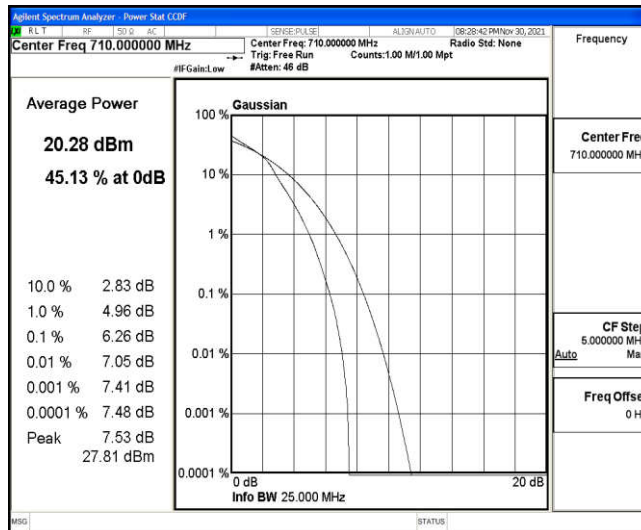 Agilent Spectrum Analyzer - Power Stat CCDF
RLT RF 50 Ω AC SENSE:PULSE ALIGNAUTO 08:28:42 PM Nov 30, 2021
Center Freq 710.000000 MHz
Center Freq: 710.000000 MHz Radio Std: None
Trig: Free Run Counts:1.00 M/1.00 Mpt
#IFGain:Low #Atten: 46 dB
Frequency
Average Power
20.28 dBm
45.13 % at 0dB
10.0 % 2.83 dB
1.0 % 4.96 dB
0.1 % 6.26 dB
0.01 % 7.05 dB
0.001 % 7.41 dB
0.0001 % 7.48 dB
Peak 7.53 dB
27.81 dBm
Gaussian
100 %
10 %
1 %
0.1 %
0.01 %
0.001 %
0.0001 %
0 dB 20 dB
Info BW 25.000 MHz
Center Fre
710.000000 MH
CF Step
5.000000 MH
Auto Ma
Freq Offse
0 H
MSG STATUS